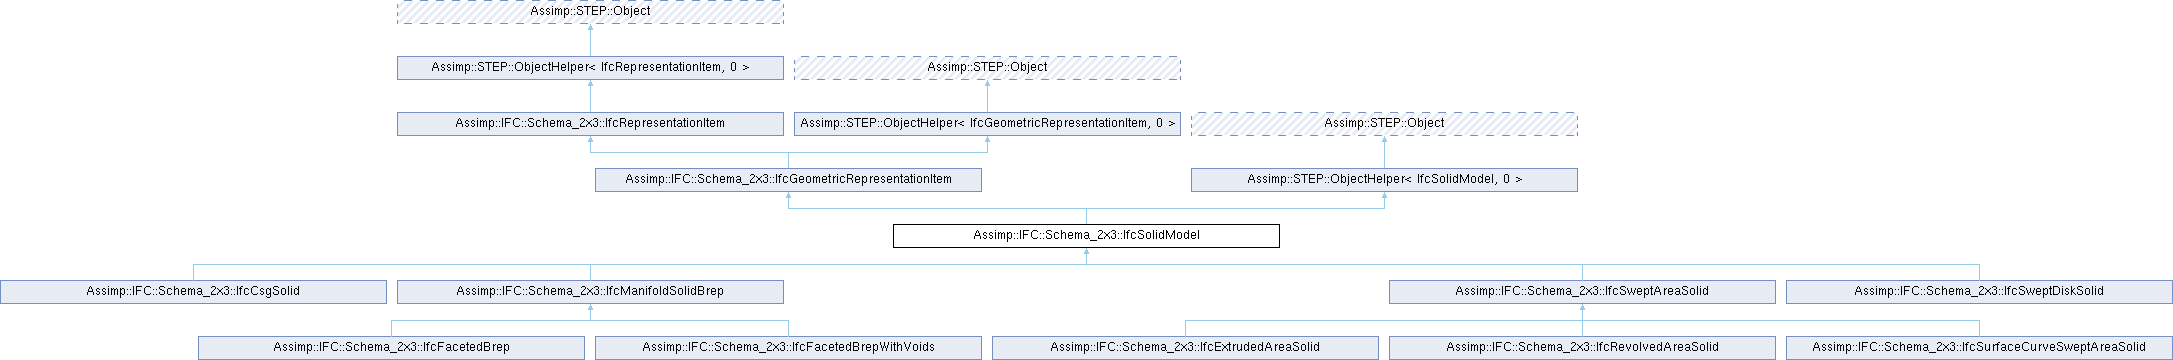 Assimp::STEP::Object
Assimp::STEP::ObjectHelper< IfcRepresentationItem, 0 >
Assimp::STEP::Object
Assimp::IFC::Schema_2x3::IfcRepresentationItem
Assimp::STEP::ObjectHelper< IfcGeometricRepresentationItem, 0 >
Assimp::STEP::Object
Assimp::IFC::Schema_2x3::IfcGeometricRepresentationItem
Assimp::STEP::ObjectHelper< IfcSolidModel, 0 >
Assimp::IFC::Schema_2x3::IfcSolidModel
Assimp::IFC::Schema_2x3::IfcCsgSolid
Assimp::IFC::Schema_2x3::IfcManifoldSolidBrep
Assimp::IFC::Schema_2x3::IfcSweptAreaSolid
Assimp::IFC::Schema_2x3::IfcSweptDiskSolid
Assimp::IFC::Schema_2x3::IfcFacetedBrep
Assimp::IFC::Schema_2x3::IfcFacetedBrepWithVoids
Assimp::IFC::Schema_2x3::IfcExtrudedAreaSolid
Assimp::IFC::Schema_2x3::IfcRevolvedAreaSolid
Assimp::IFC::Schema_2x3::IfcSurfaceCurveSweptAreaSolid